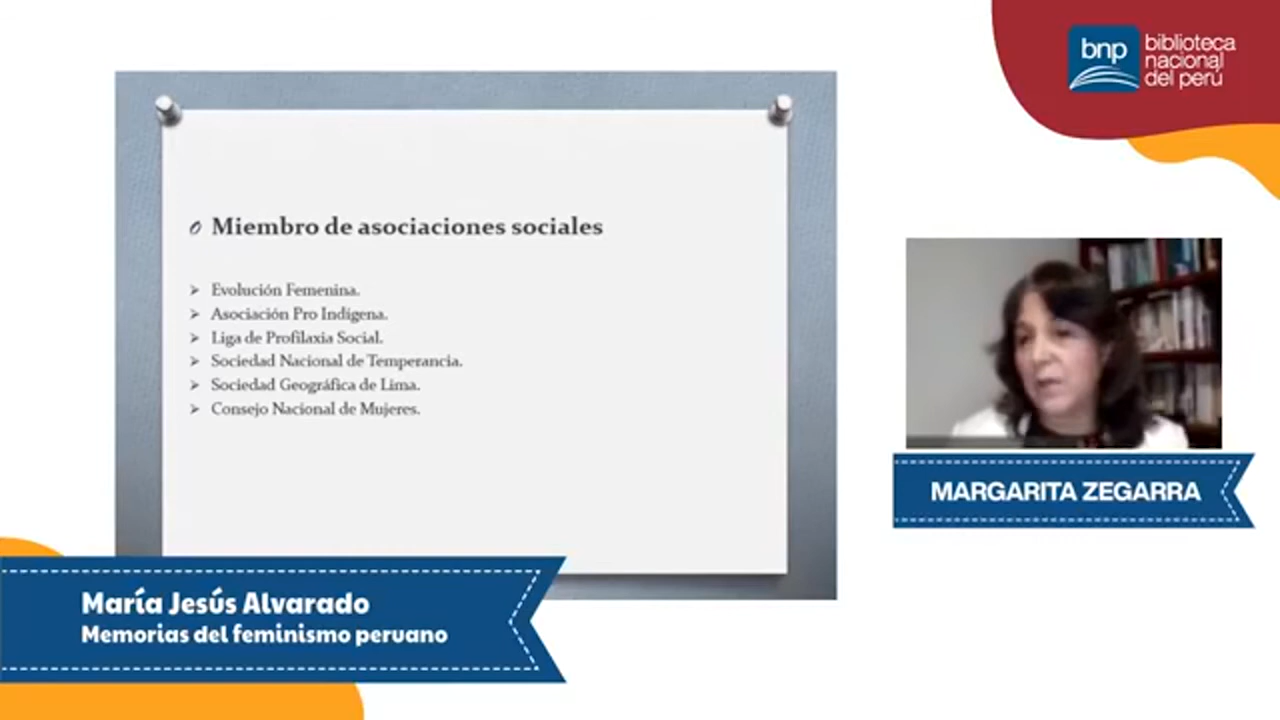 bnp
biblioteca
nacional
del perú
Miembro de asociaciones sociales
Evolución Femenina.
Asociación Pro Indígena.
Liga de Profilaxia Social.
Sociedad Nacional de Temperancia.
Sociedad Geográfica de Lima.
Consejo Nacional de Mujeres.
MARGARITA ZEGARRA
María Jesús Alvarado
Memorias del feminismo peruano